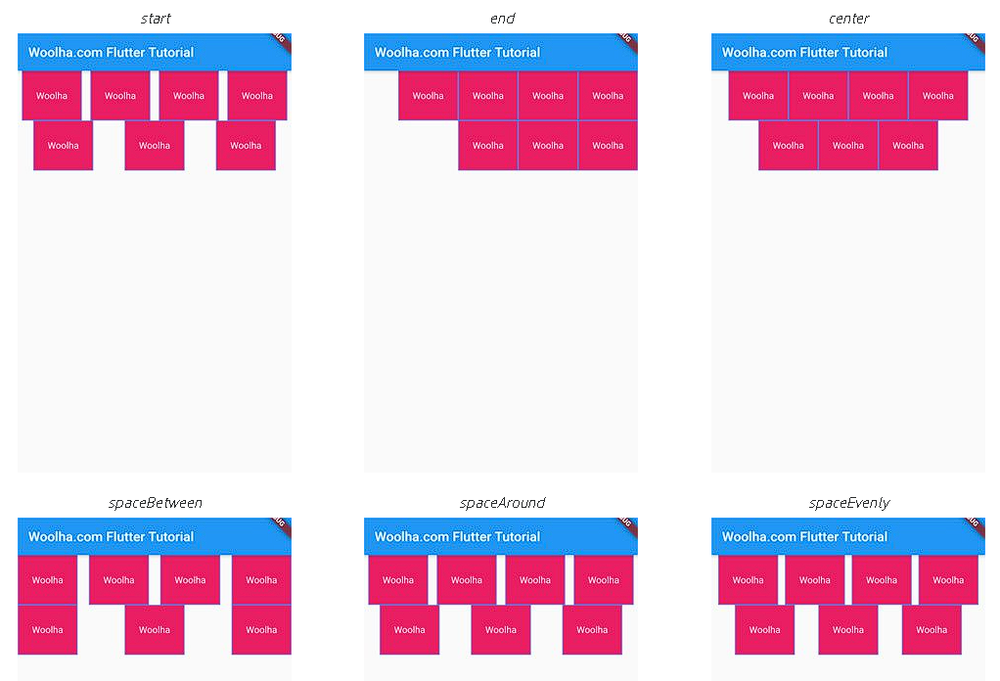 start end center
Woolha.com Flutter Tutorial Woolha.com Flutter Tutorial Woolha.com Flutter Tutorial
Woolha Woolha Woolha Woolha Woolha Woolha Woolha Woolha Woolha Woolha Woolha Woolha
Woolha Woolha Woolha Woolha Woolha Woolha Woolha Woolha Woolha
spaceBetween spaceAround spaceEvenly
Woolha.com Flutter Tutorial Woolha.com Flutter Tutorial Woolha.com Flutter Tutorial
Woolha Woolha Woolha Woolha Woolha Woolha Woolha Woolha Woolha Woolha Woolha Woolha
Woolha Woolha Woolha Woolha Woolha Woolha Woolha Woolha Woolha